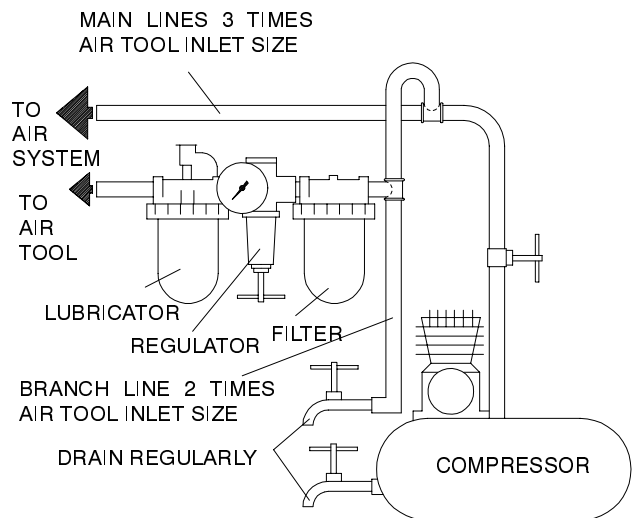 MAIN LINES 3 TIMES
AIR TOOL INLET SIZE
TO
AIR
SYSTEM
TO
AIR
TOOL
LUBRICATOR
REGULATOR
FILTER
BRANCH LINE 2 TIMES
AIR TOOL INLET SIZE
DRAIN REGULARLY
COMPRESSOR